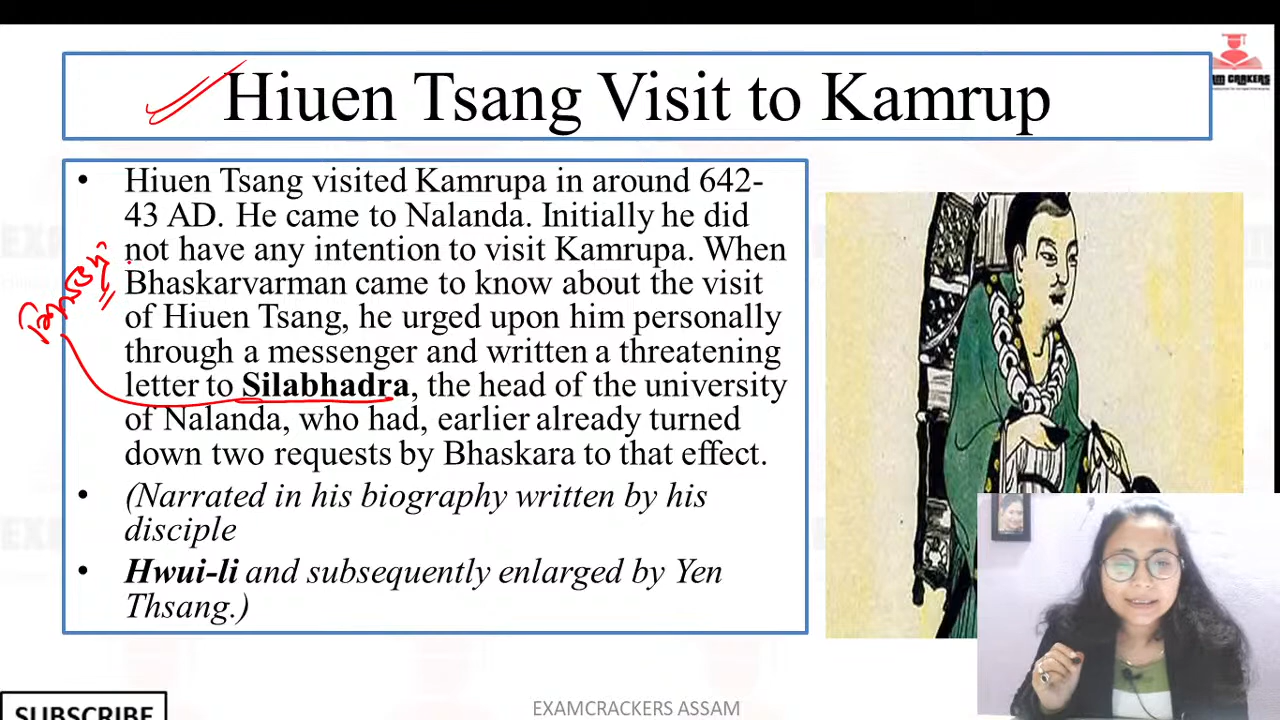 Hiuen Tsang Visit to Kamrup
• Hiuen Tsang visited Kamrupa in around 642-
43 AD. He came to Nalanda. Initially he did
not have any intention to visit Kamrupa. When
Bhaskarvarman came to know about the visit
of Hiuen Tsang, he urged upon him personally
through a messenger and written a threatening
letter to Silabhadra, the head of the university
of Nalanda, who had, earlier already turned
down two requests by Bhaskara to that effect.
• (Narrated in his biography written by his
disciple
• Hwui-li and subsequently enlarged by Yen
Thsang.)
SUBSCRIBE
EXAMCRACKERS ASSAM